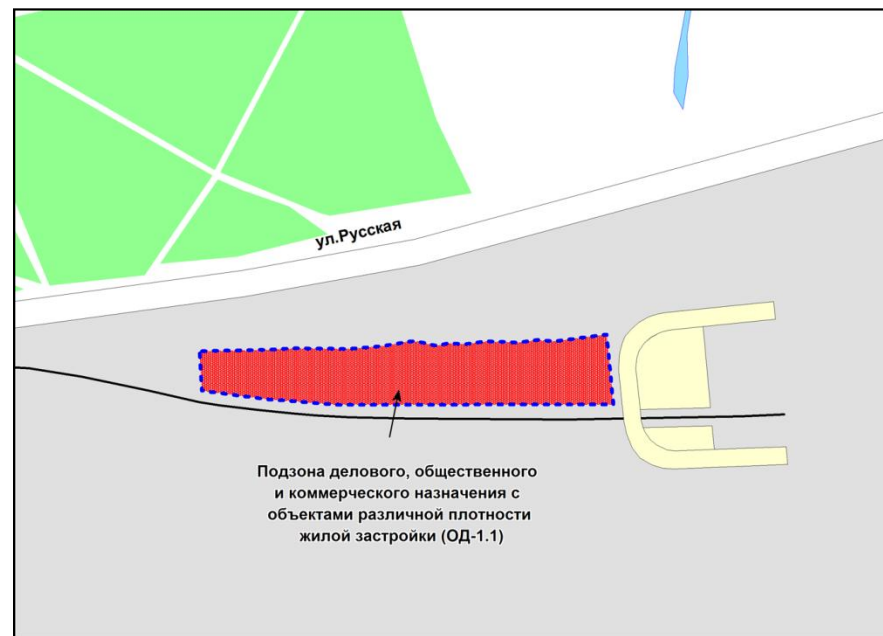 ул.Русская
Подзона делового, общественного
и коммерческого назначения с
объектами различной плотности
жилой застройки (ОД-1.1)